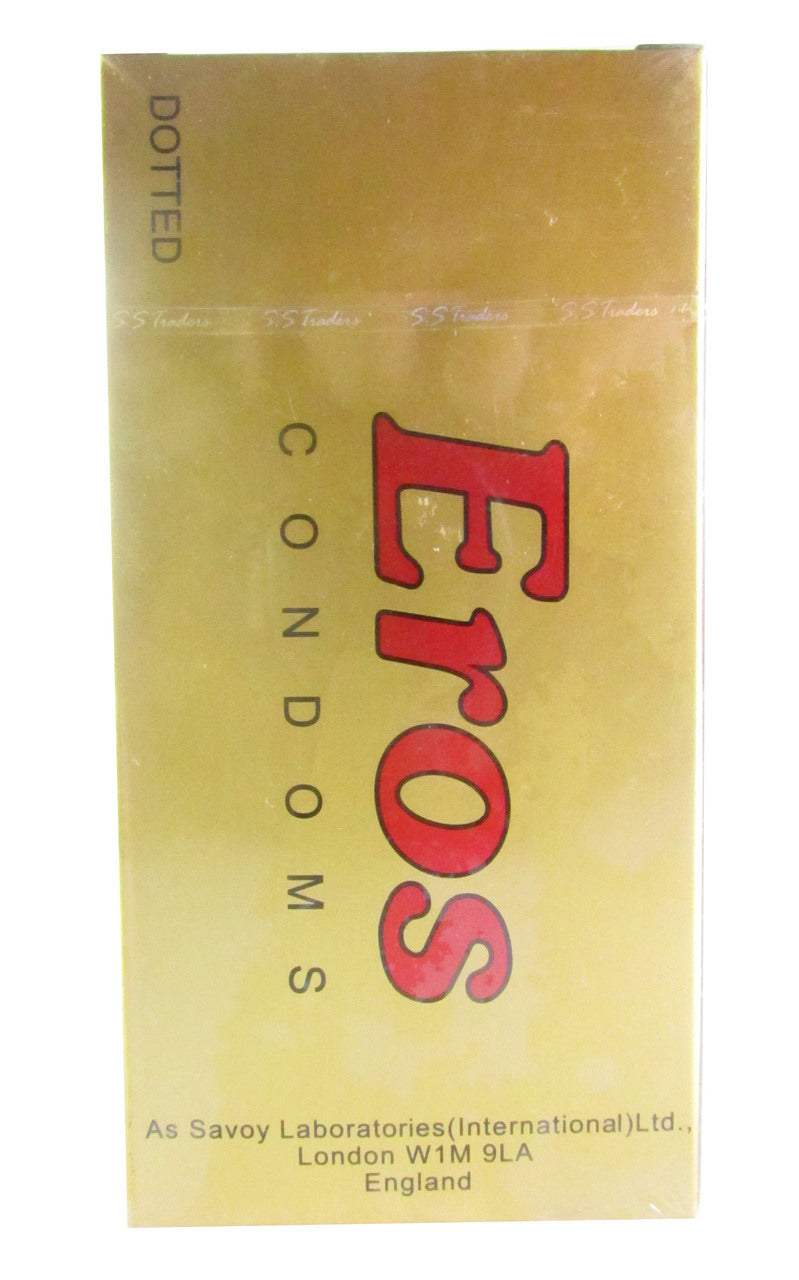 DOTTED
S.S Traders S.S Traders S.S Traders S.S Traders
Eros
CONDOMS
As Savoy Laboratories(International)Ltd.,
London W1M 9LA
England